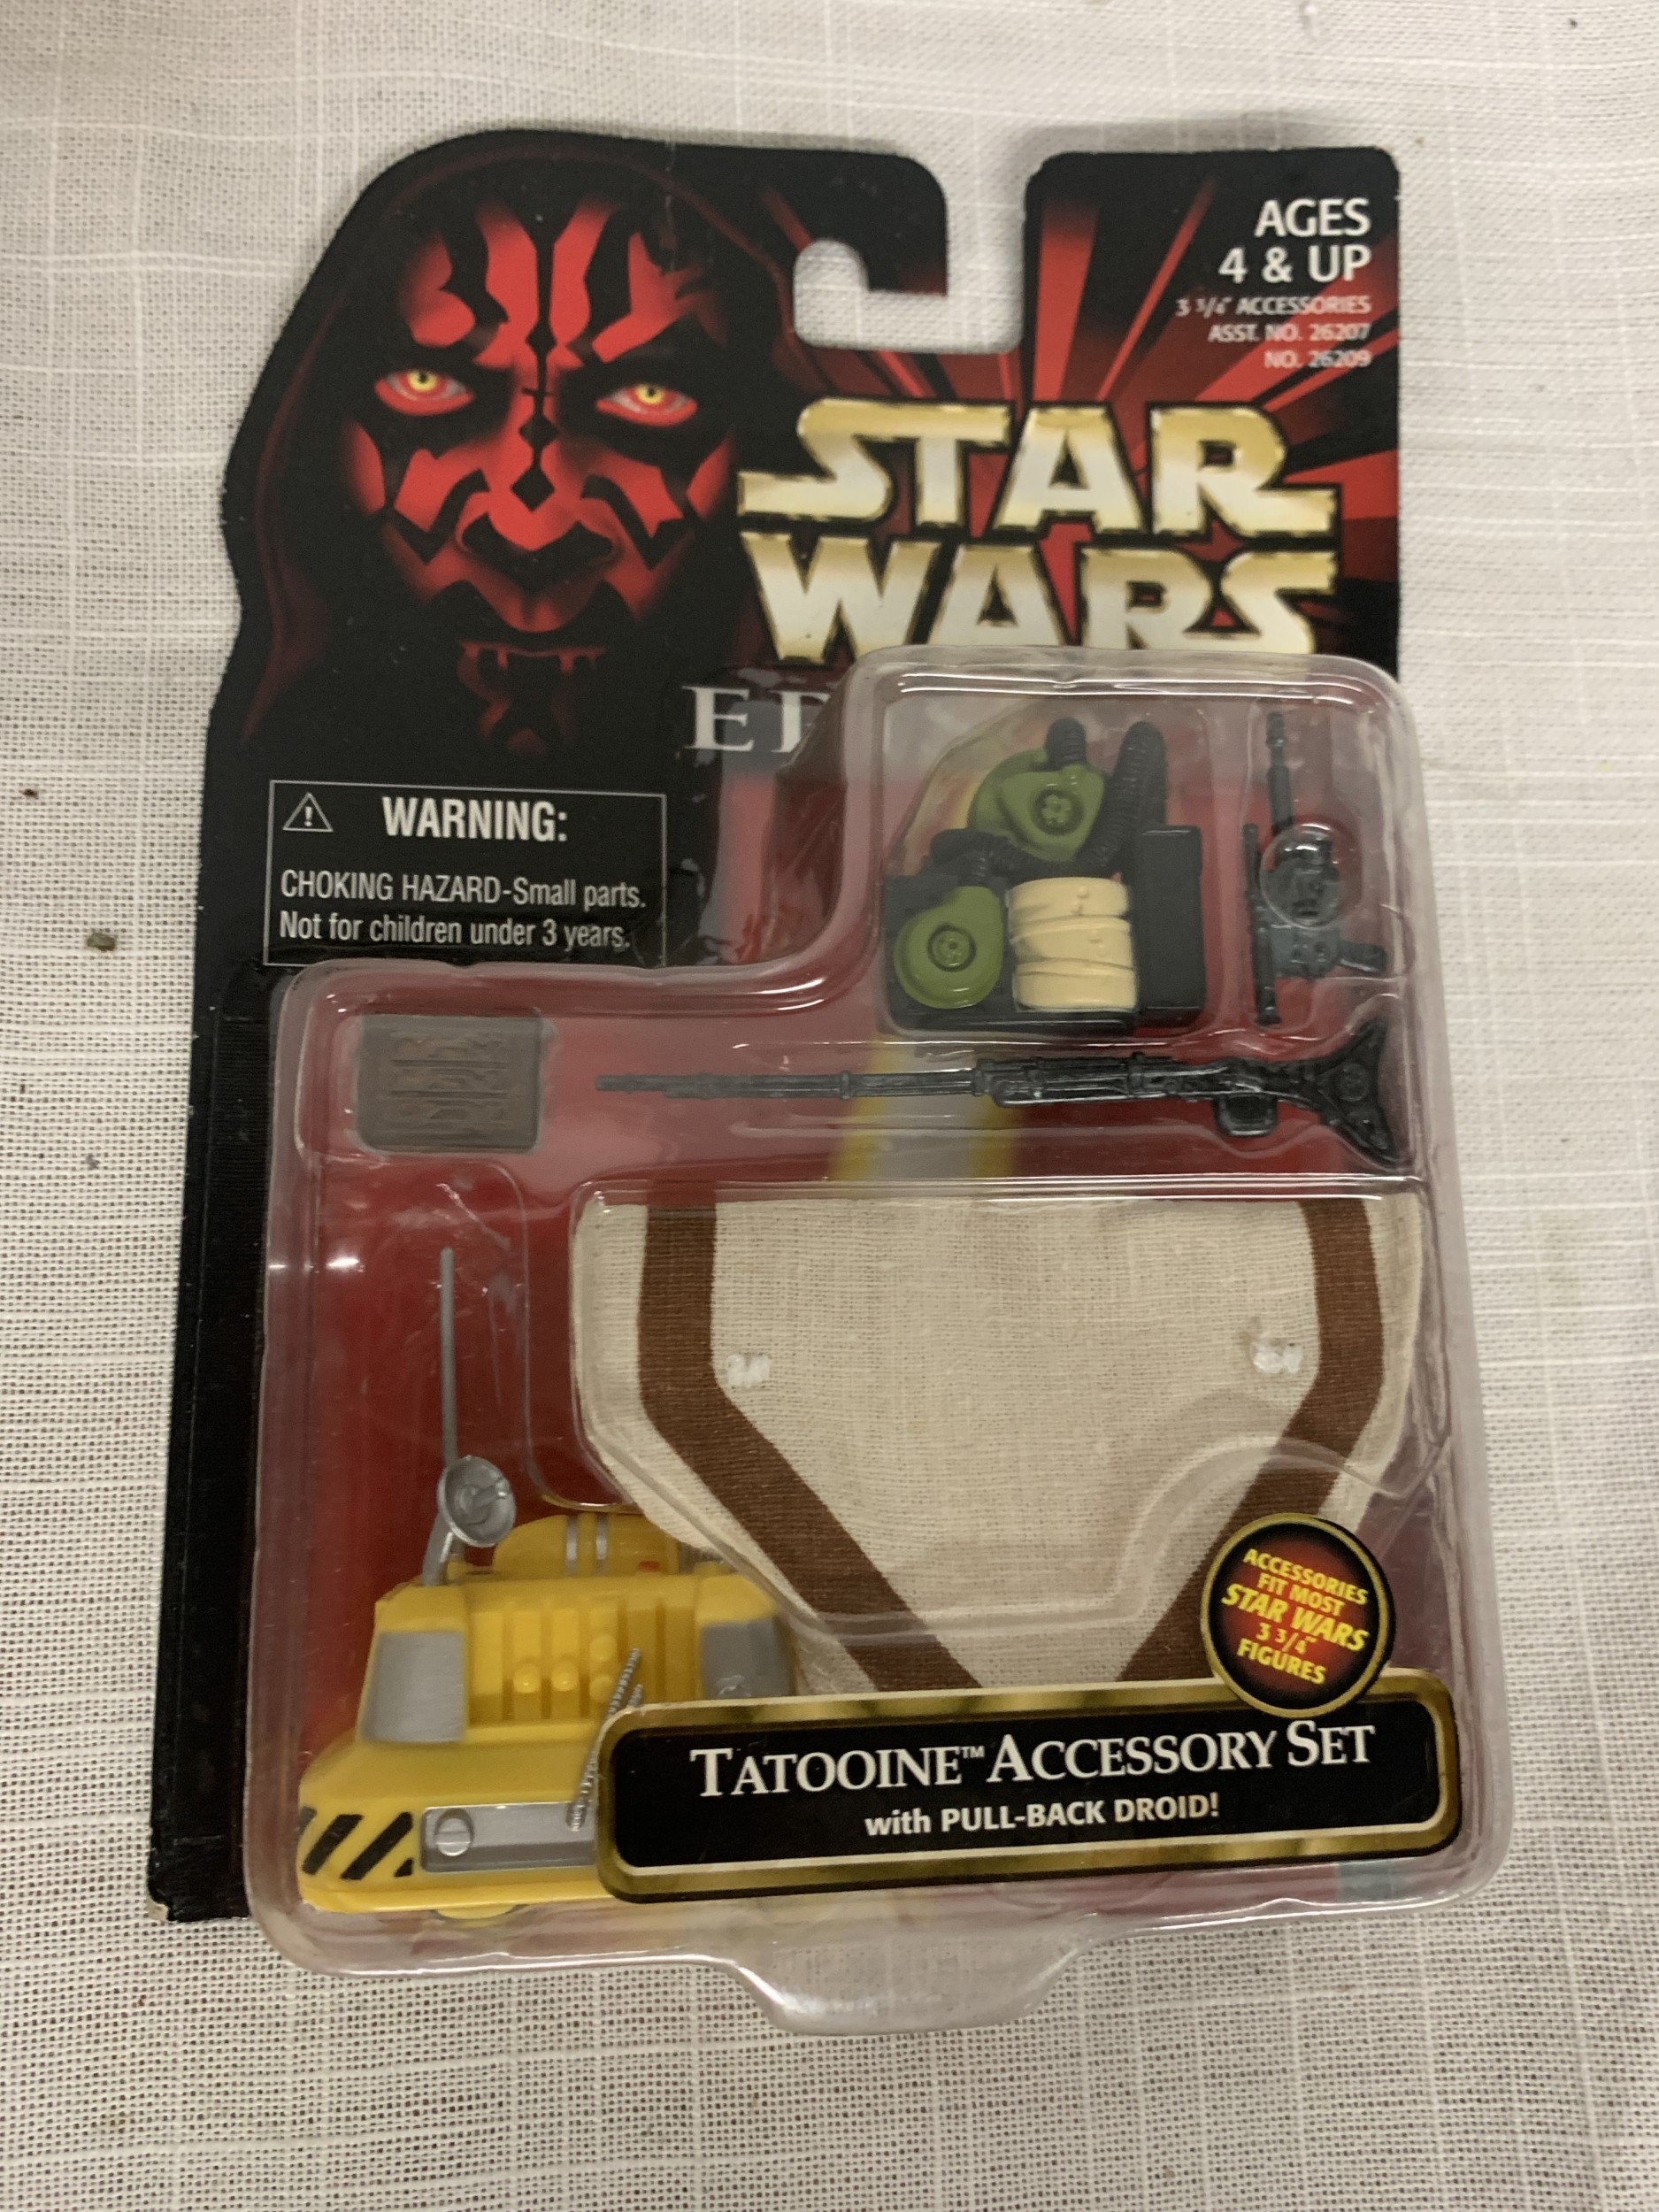 AGES
4 & UP
3 3/4" ACCESSORIES
ASST. NO. 26207
NO. 26209
STAR
WARS
WARNING:
CHOKING HAZARD-Small parts.
Not for children under 3 years.
ACCESSORIES
FIT MOST
STAR WARS
3 3/4"
FIGURES
TATOOINE™ ACCESSORY SET
with PULL-BACK DROID!